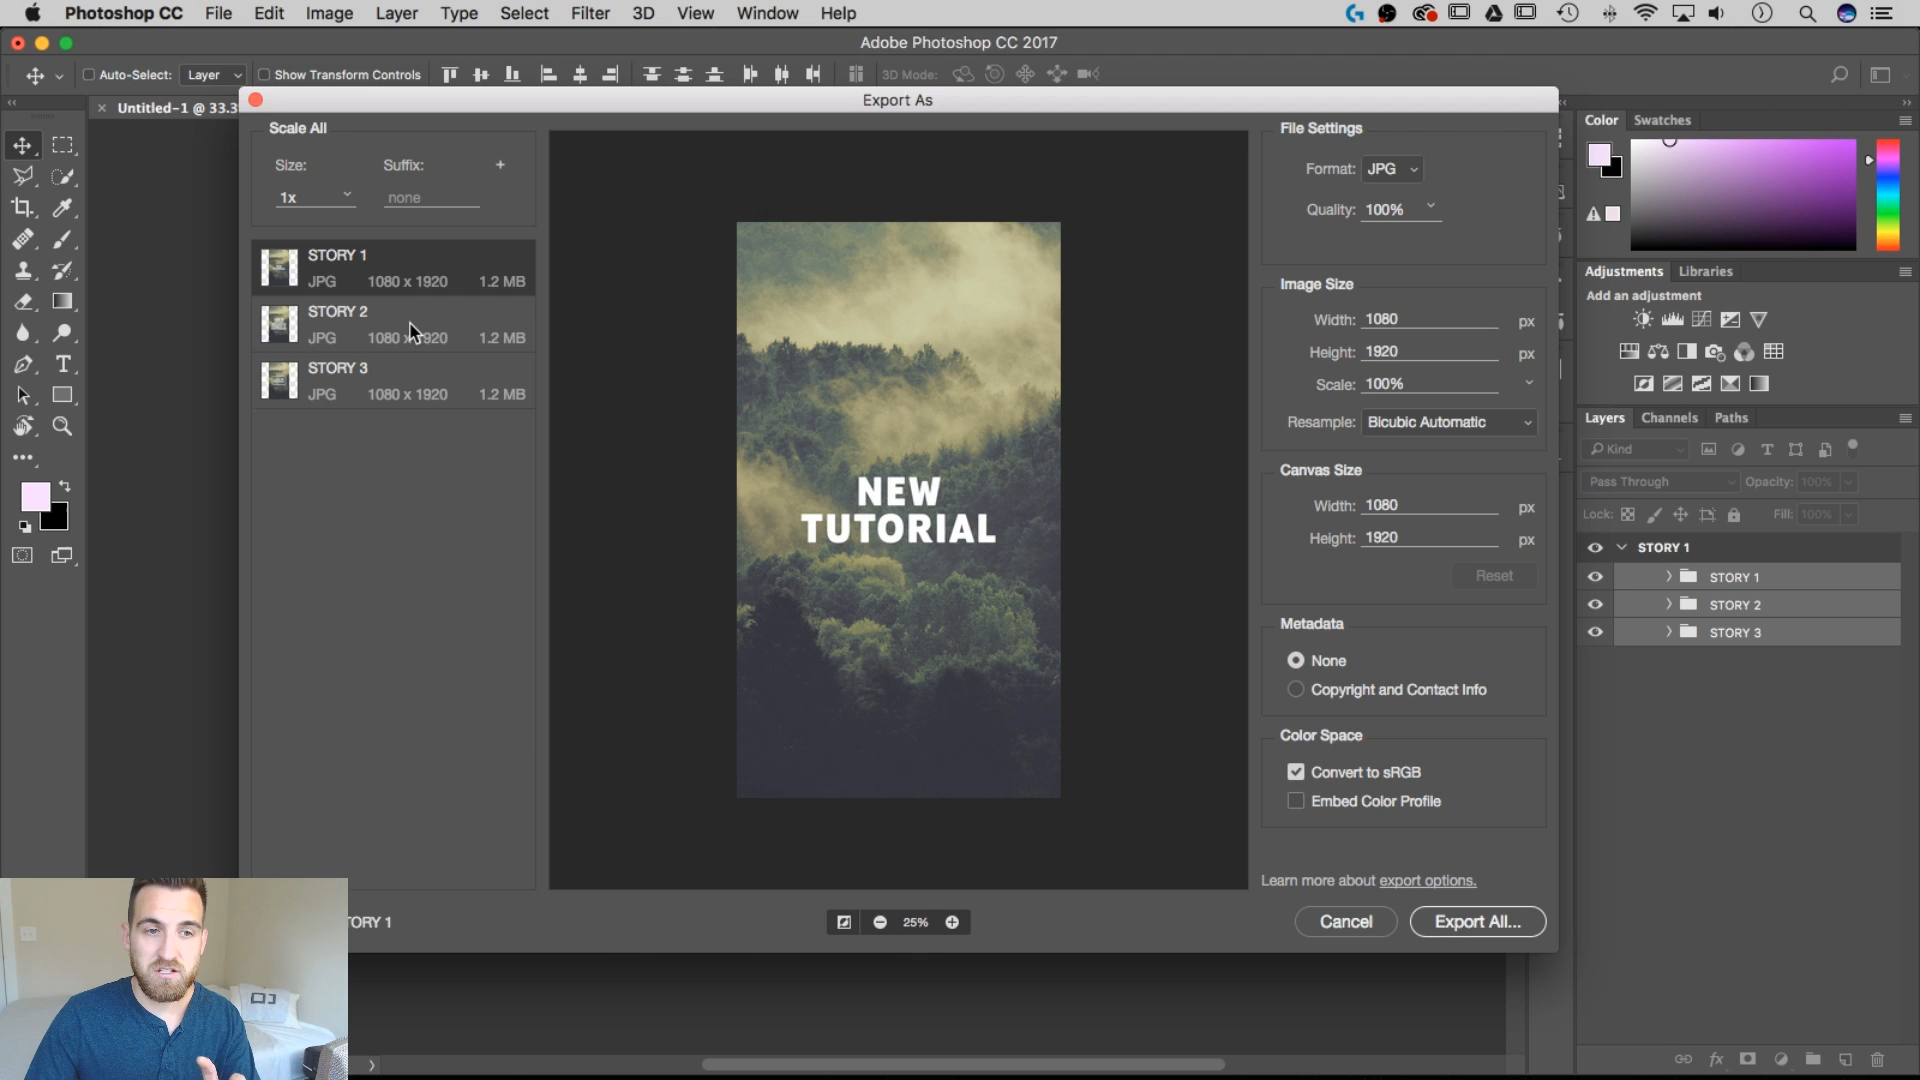 Photoshop CC File Edit Image Layer Type Select Filter 3D View Window Help
Adobe Photoshop CC 2017
Auto-Select: Layer Show Transform Controls 3D Mode:
Untitled-1 @ 33.3
Export As
Scale All
Size: Suffix:
1x none
STORY 1
JPG 1080 x 1920 1.2 MB
STORY 2
JPG 1080 x 1920 1.2 MB
STORY 3
JPG 1080 x 1920 1.2 MB
NEW
TUTORIAL
TORY 1
25%
File Settings
Format: JPG
Quality: 100%
Image Size
Width: 1080 px
Height: 1920 px
Scale: 100%
Resample: Bicubic Automatic
Canvas Size
Width: 1080 px
Height: 1920 px
Reset
Metadata
None
Copyright and Contact Info
Color Space
Convert to sRGB
Embed Color Profile
Learn more about export options.
Cancel Export All...
Color Swatches
Adjustments Libraries
Add an adjustment
Layers Channels Paths
Kind
Pass Through Opacity: 100%
Lock: Fill: 100%
STORY 1
STORY 1
STORY 2
STORY 3